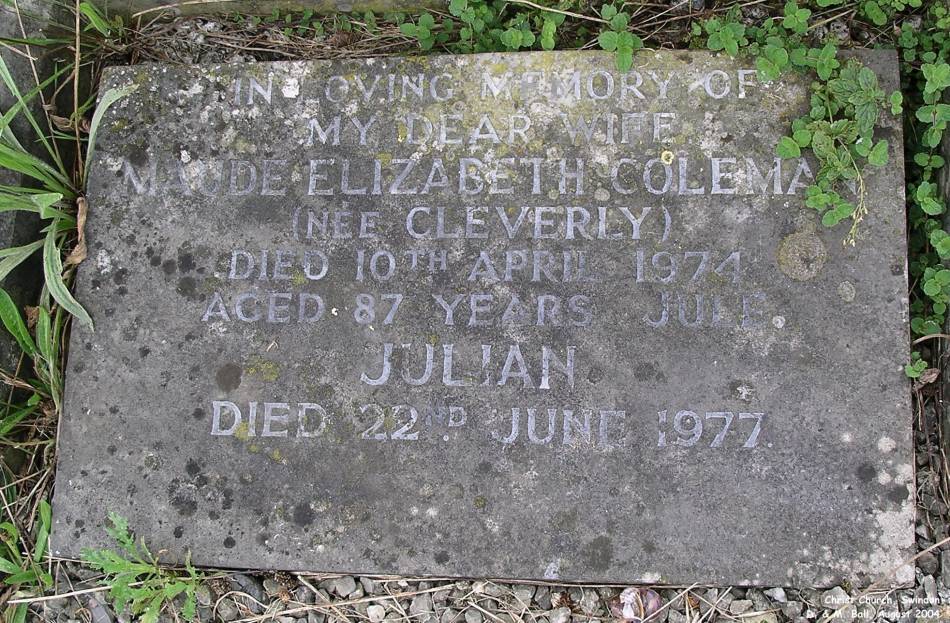 IN LOVING MEMORY OF
MY DEAR WIFE
MAUDE ELIZABETH COLEMAN
(NEE CLEVERLY)
DIED 10TH APRIL 1974
AGED 87 YEARS JULE
JULIAN
DIED 22ND. JUNE 1977.
Christ Church, Swindon
D. & M. Ball, August 2004